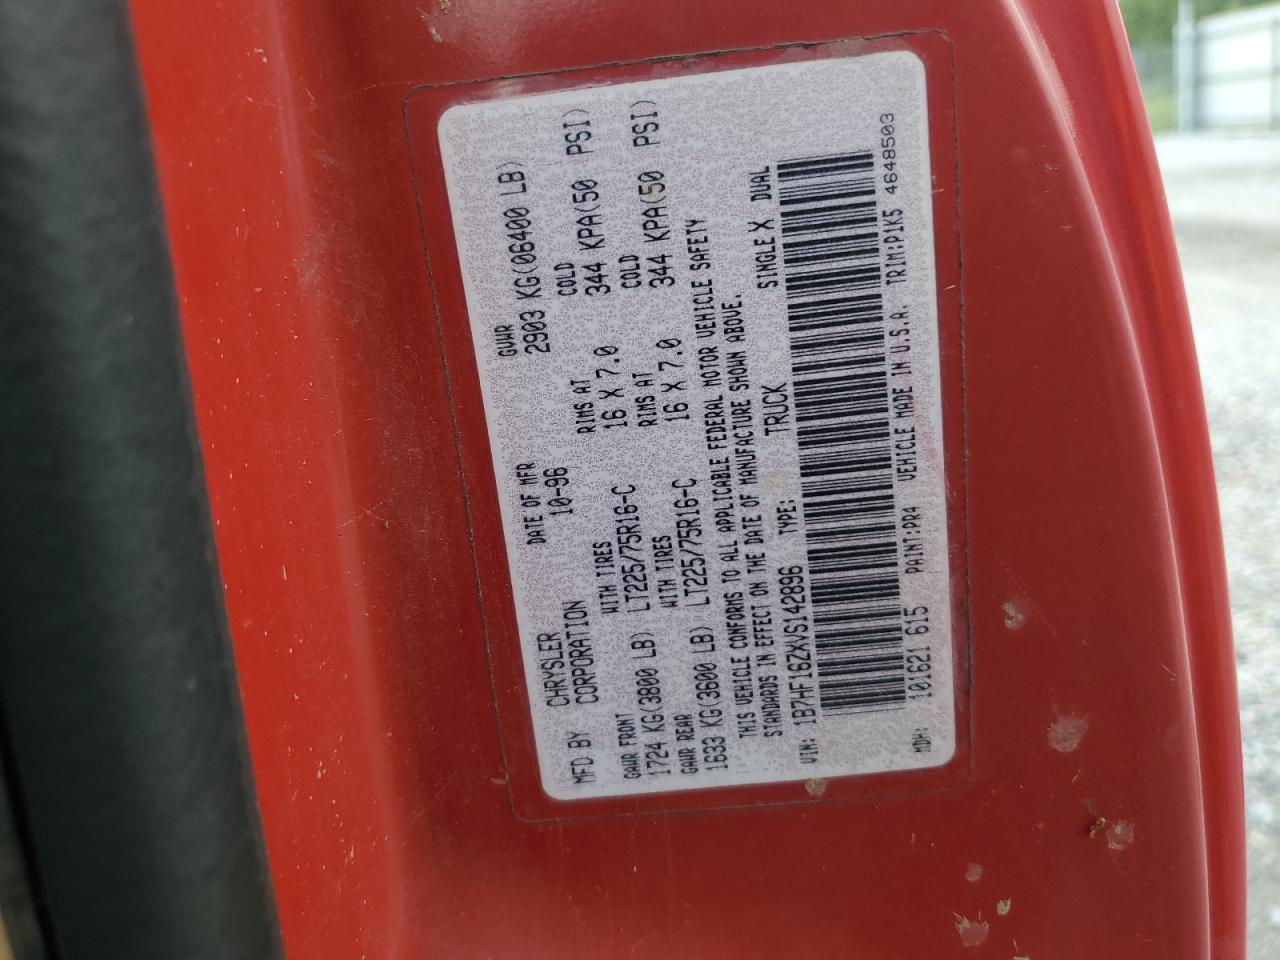 MFD BY CHRYSLER CORPORATION DATE OF MFR 10-96 GVWR 2903 KG(06400 LB)
GAWR FRONT WITH TIRES RIMS AT COLD
1724 KG(3800 LB) LT225/75R16-C 16 X 7.0 344 KPA(50 PSI)
GAWR REAR WITH TIRES RIMS AT COLD
1633 KG(3600 LB) LT225/75R16-C 16 X 7.0 344 KPA(50 PSI)
THIS VEHICLE CONFORMS TO ALL APPLICABLE FEDERAL MOTOR VEHICLE SAFETY
STANDARDS IN EFFECT ON THE DATE OF MANUFACTURE SHOWN ABOVE.
VIN: 1B7HF16ZXVS142896 TYPE: TRUCK SINGLE X DUAL
MDH: 101621 615 PAINT:PR4 VEHICLE MADE IN U.S.A. TRIM:P1K5 4648503